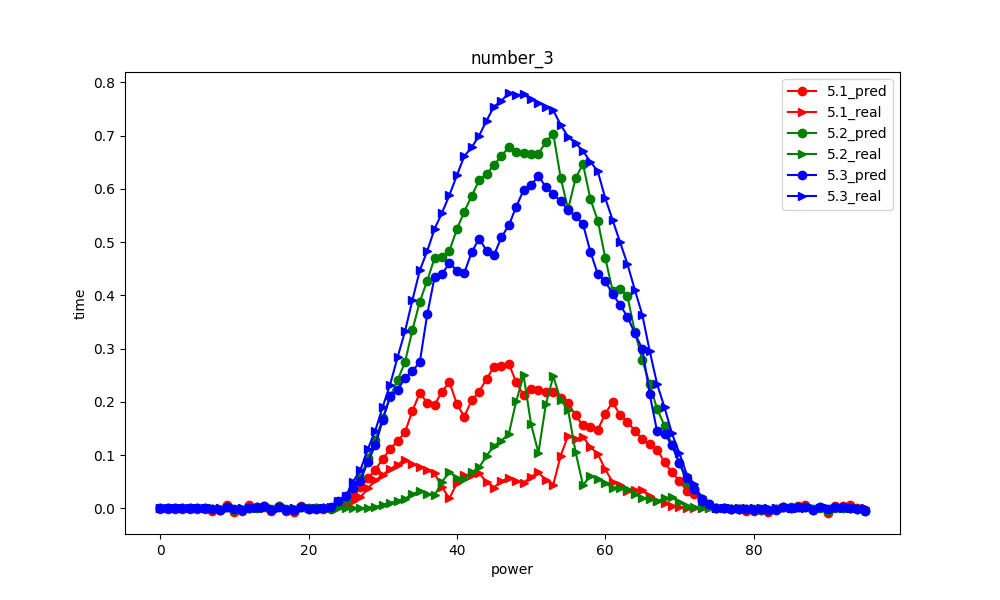 number_3
5.1_pred
5.1_real
5.2_pred
5.2_real
5.3_pred
5.3_real
0.8
0.7
0.6
0.5
0.4
0.3
0.2
0.1
0.0
time
0 20 40 60 80
power